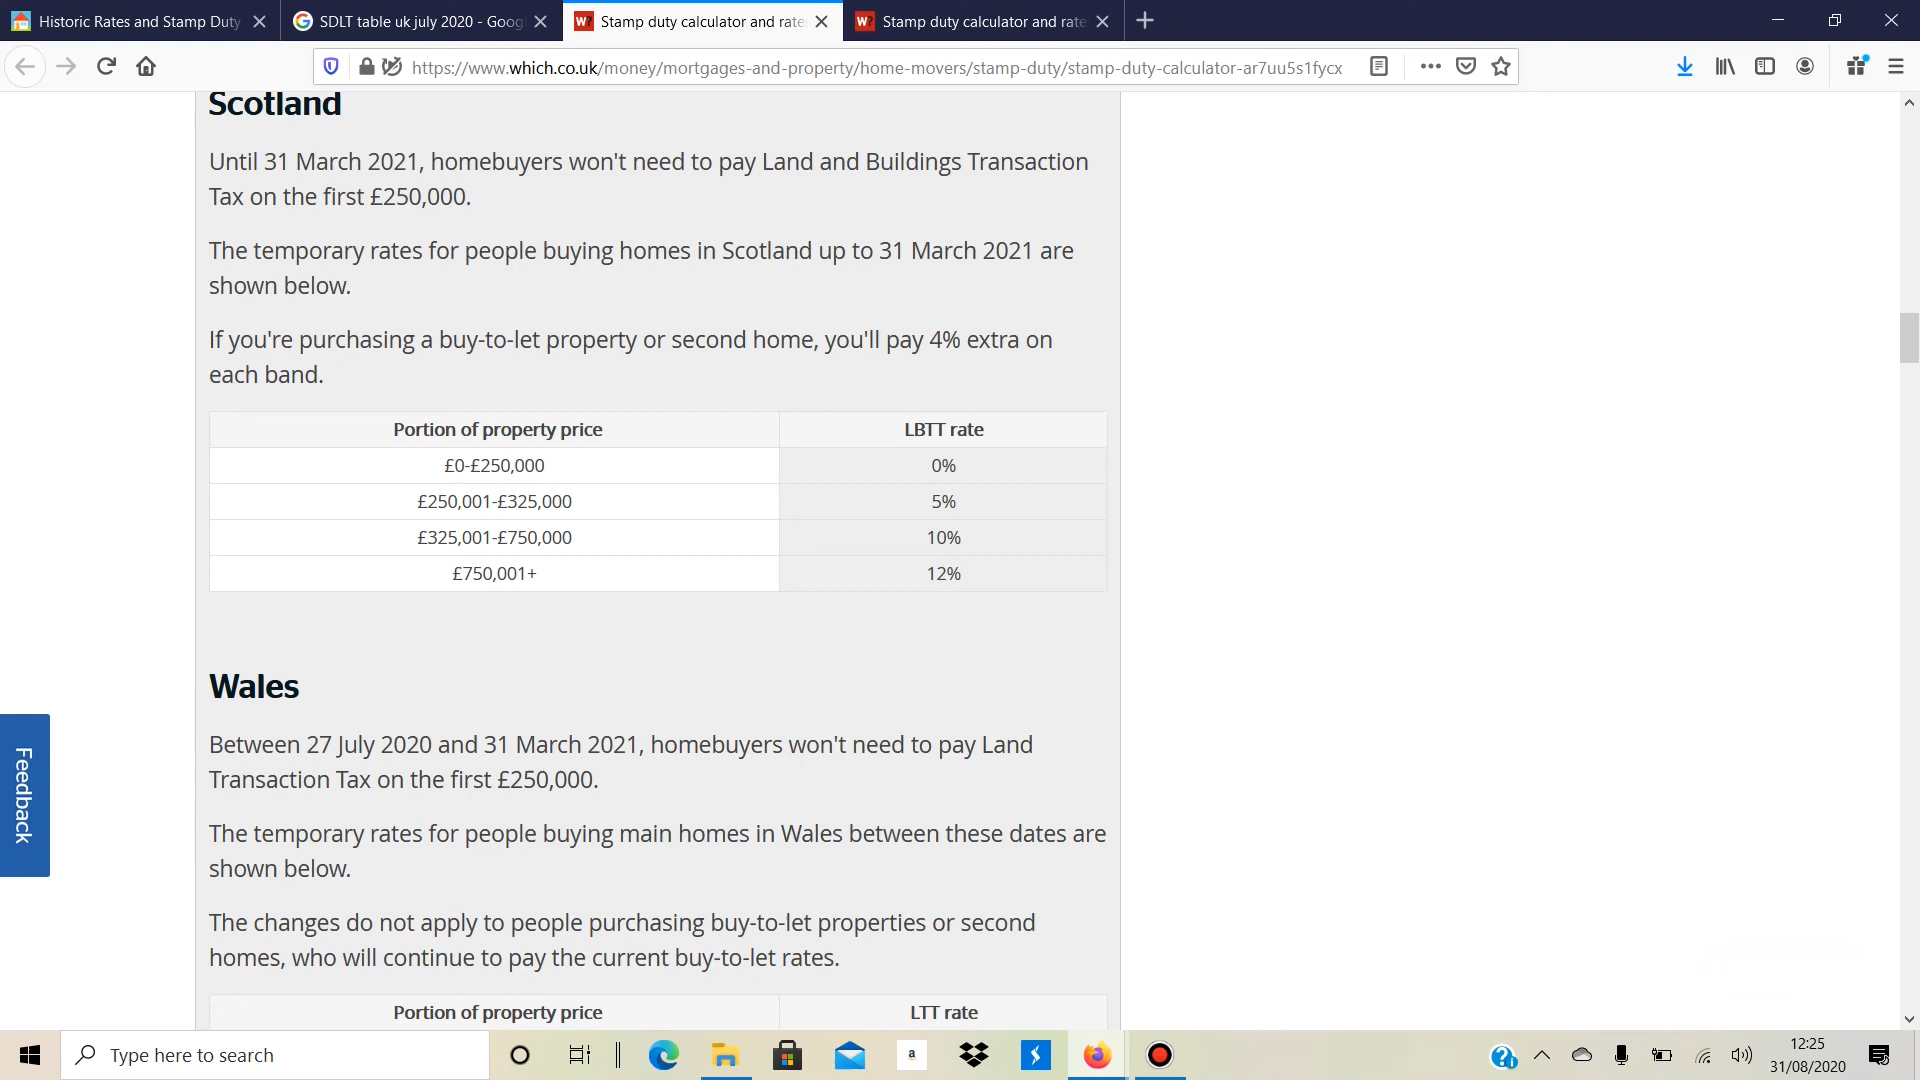 Historic Rates and Stamp Duty
SDLT table uk july 2020 - Goog
Stamp duty calculator and rate
Stamp duty calculator and rate
https://www.which.co.uk/money/mortgages-and-property/home-movers/stamp-duty/stamp-duty-calculator-ar7uu5s1fycx
Scotland
Until 31 March 2021, homebuyers won't need to pay Land and Buildings Transaction
Tax on the first £250,000.
The temporary rates for people buying homes in Scotland up to 31 March 2021 are
shown below.
If you're purchasing a buy-to-let property or second home, you'll pay 4% extra on
each band.
Portion of property price LBTT rate
£0-£250,000 0%
£250,001-£325,000 5%
£325,001-£750,000 10%
£750,001+ 12%
Wales
Between 27 July 2020 and 31 March 2021, homebuyers won't need to pay Land
Transaction Tax on the first £250,000.
The temporary rates for people buying main homes in Wales between these dates are
shown below.
The changes do not apply to people purchasing buy-to-let properties or second
homes, who will continue to pay the current buy-to-let rates.
Portion of property price LTT rate
Feedback
Type here to search
12:25
31/08/2020